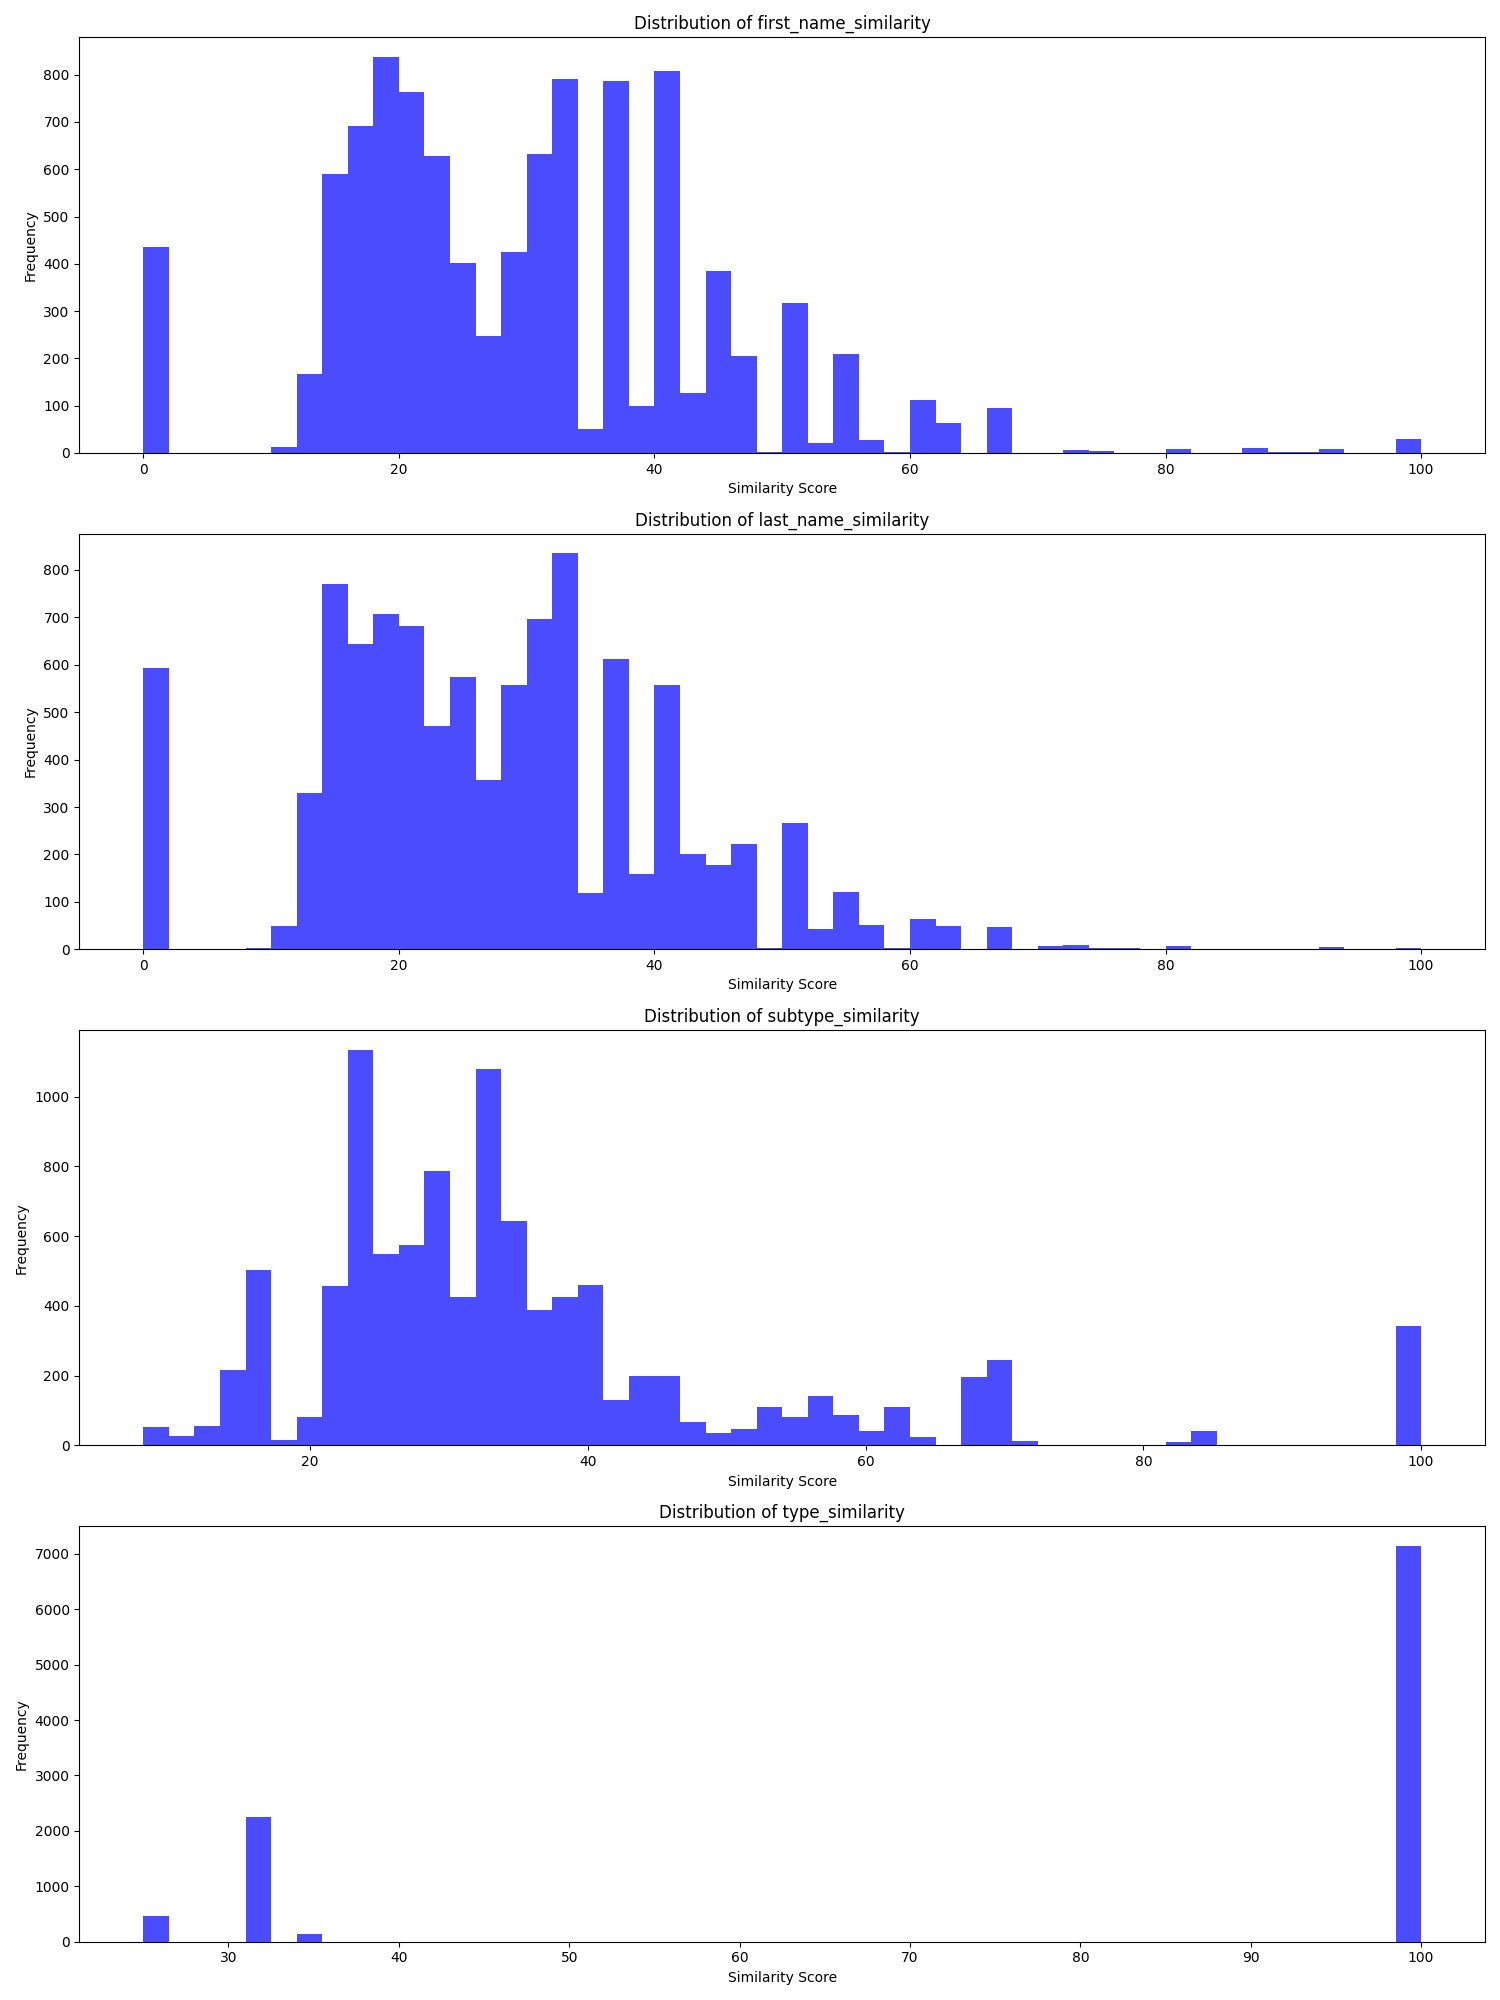 Distribution of first_name_similarity
800
700
600
500
400
300
200
100
0
Frequency
0 20 40 60 80 100
Similarity Score
Distribution of last_name_similarity
800
700
600
500
400
300
200
100
0
Frequency
0 20 40 60 80 100
Similarity Score
Distribution of subtype_similarity
1000
800
600
400
200
0
Frequency
20 40 60 80 100
Similarity Score
Distribution of type_similarity
7000
6000
5000
4000
3000
2000
1000
0
Frequency
30 40 50 60 70 80 90 100
Similarity Score